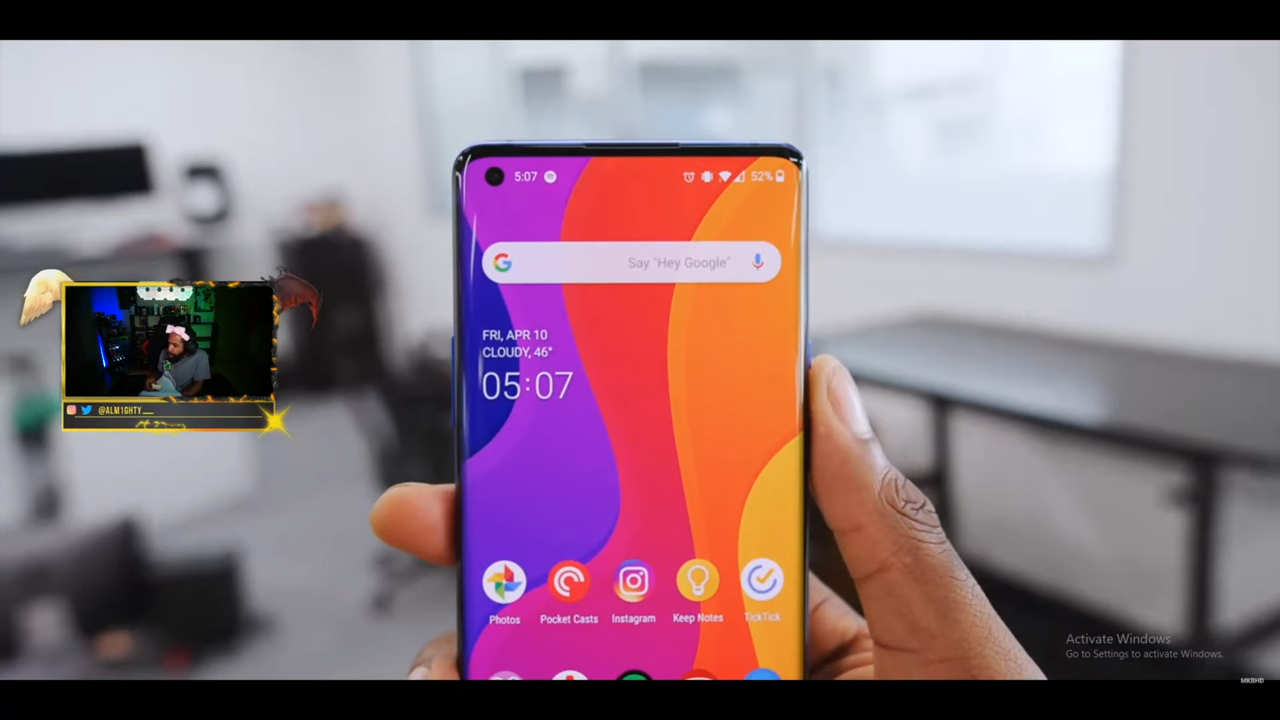 5:07
52%
Say "Hey Google"
FRI, APR 10
CLOUDY, 46°
05:07
@ALM1GHTY__
Photos
Pocket Casts
Instagram
Keep Notes
TickTick
Activate Windows
Go to Settings to activate Windows.
MKBHD